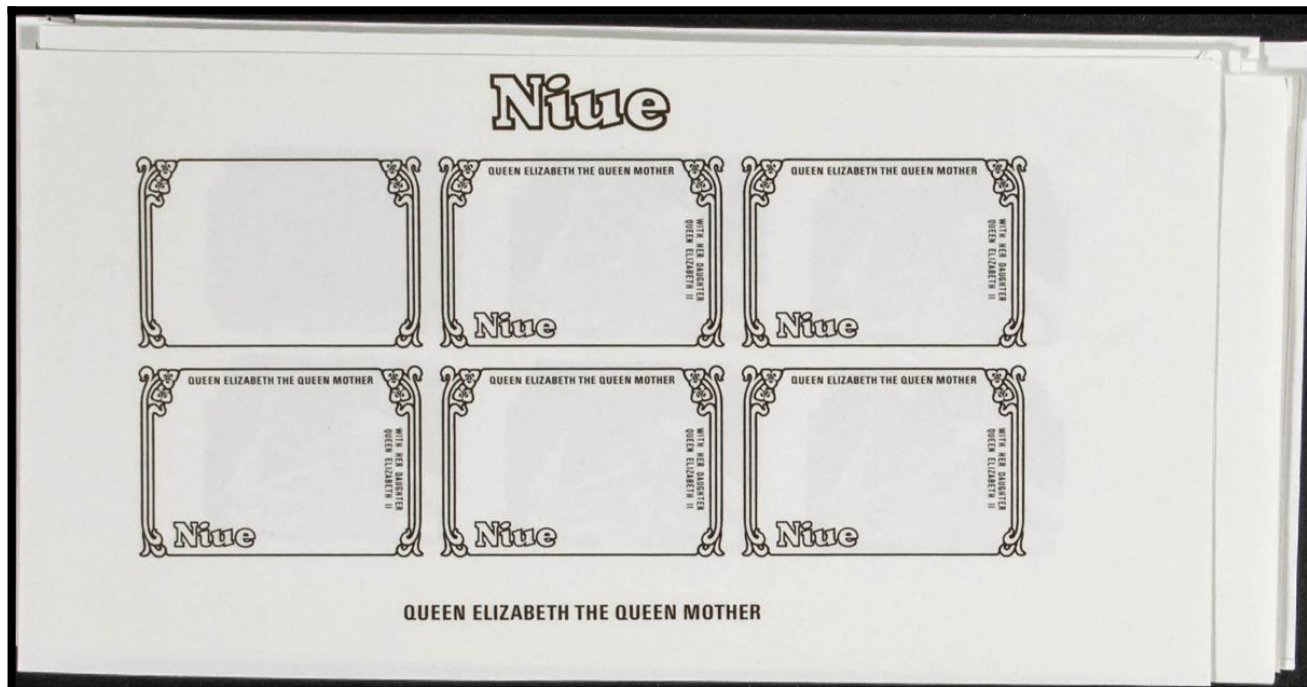 Niue
QUEEN ELIZABETH THE QUEEN MOTHER
WITH HER DAUGHTER
QUEEN ELIZABETH II
Niue
QUEEN ELIZABETH THE QUEEN MOTHER
WITH HER DAUGHTER
QUEEN ELIZABETH II
Niue
QUEEN ELIZABETH THE QUEEN MOTHER
WITH HER DAUGHTER
QUEEN ELIZABETH II
Niue
QUEEN ELIZABETH THE QUEEN MOTHER
WITH HER DAUGHTER
QUEEN ELIZABETH II
Niue
QUEEN ELIZABETH THE QUEEN MOTHER
WITH HER DAUGHTER
QUEEN ELIZABETH II
Niue
QUEEN ELIZABETH THE QUEEN MOTHER